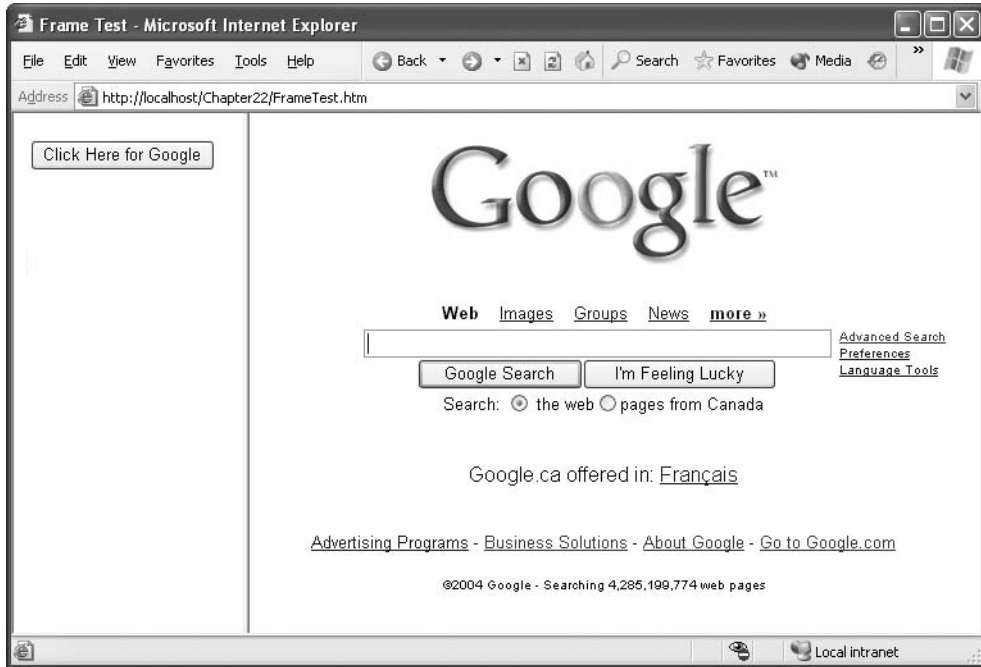 Frame Test - Microsoft Internet Explorer
File Edit View Favorites Tools Help Back Search Favorites Media »
Address http://localhost/Chapter22/FrameTest.htm
Click Here for Google
Google™
Web Images Groups News more »
Advanced Search
Preferences
Language Tools
Google Search I'm Feeling Lucky
Search: the web pages from Canada
Google.ca offered in: Français
Advertising Programs - Business Solutions - About Google - Go to Google.com
©2004 Google - Searching 4,285,199,774 web pages
Local intranet